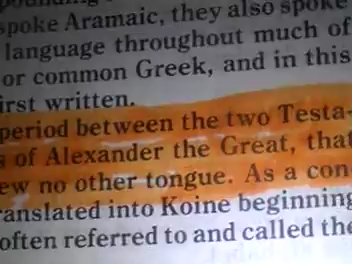 spoke Aramaic, they also spoke
language throughout much of
or common Greek, and in this
irst written.
period between the two Testa-
s of Alexander the Great, that
ew no other tongue. As a con-
ranslated into Koine beginning
often referred to and called the